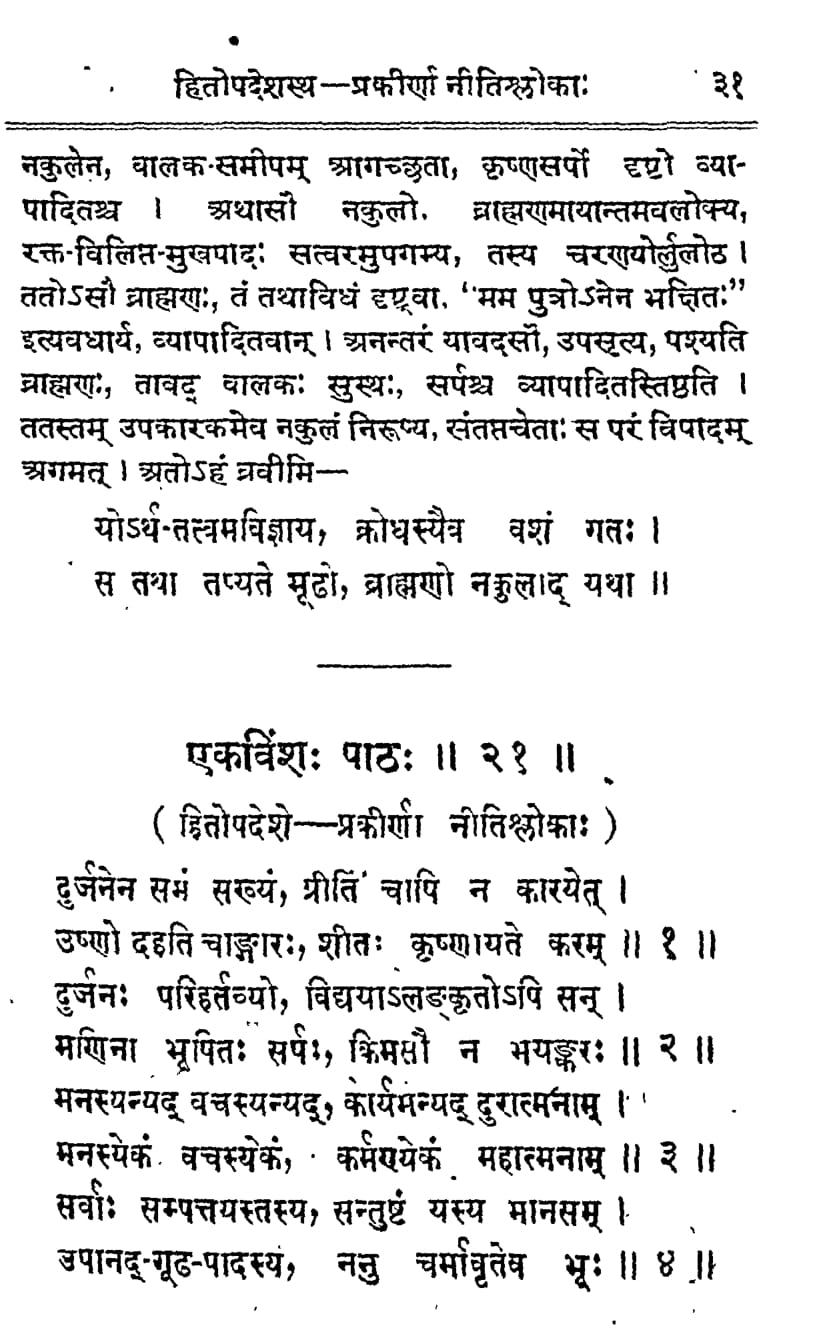 हितोपदेशस्थ—प्रकीर्णा नीतिश्लोकाः ३१
नकुलेन, वालक-समीपम् आगच्छता, कृष्णसर्पो दृष्टो व्या-
पादितश्च । अथासौ नकुलो. व्राह्मणमायान्तमवलोक्य,
रक्त-विलिप्त-मुखपादः सत्वरमुपगम्य, तस्य चरणयोर्लुलोठ ।
ततोऽसौ व्राह्मणः, तं तथाविधं दृष्ट्वा. “मम पुत्रोऽनेन भक्षितः”
इत्यवधार्य, व्यापादितवान् । अनन्तरं यावदसौ, उपसृत्य, पश्यति
व्राह्मणः, तावद् वालकः सुस्थः, सर्पश्च व्यापादितस्तिष्ठति ।
ततस्तम् उपकारकमेव नकुलं निरूप्य, संतप्तचेताः स परं विषादम्
अगमत् । अतोऽहं व्रवीमि—
योऽर्थ-तत्त्वमविज्ञाय, क्रोधस्यैव वशं गतः ।
स तथा तप्यते मूढो, व्राह्मणो नकुलाद् यथा ॥
एकविंशः पाठः ॥ २१ ॥
( हितोपदेशे—प्रकीर्णा नीतिश्लोकाः )
दुर्जनेन समं सख्यं, प्रीतिं चापि न कारयेत् ।
उष्णो दहति चाङ्गारः, शीतः कृष्णायते करम् ॥ १ ॥
दुर्जनः परिहर्तव्यो, विद्ययाऽलङ्कृतोऽपि सन् ।
मणिना भूषितः सर्पः, किमसौ न भयङ्करः ॥ २ ॥
मनस्यन्यद् वचस्यन्यद्, कार्यमन्यद् दुरात्मनाम् ।
मनस्येकं वचस्येकं, कर्मण्येकं महात्मनाम् ॥ ३ ॥
सर्वाः सम्पत्तयस्तस्य, सन्तुष्टं यस्य मानसम् ।
उपानद्-गूढ-पादस्य, ननु चर्मावृतेव भूः ॥ ४ ॥